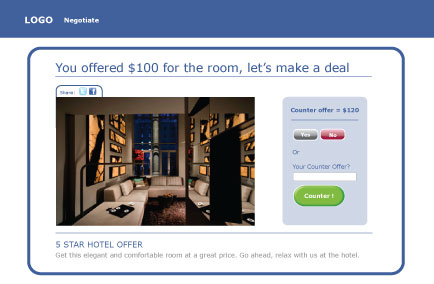 LOGO Negotiate
You offered $100 for the room, let's make a deal
Share:
Counter offer = $120
Yes No
Or
Your Counter Offer?
Counter !
5 STAR HOTEL OFFER
Get this elegant and comfortable room at a great price. Go ahead, relax with us at the hotel.